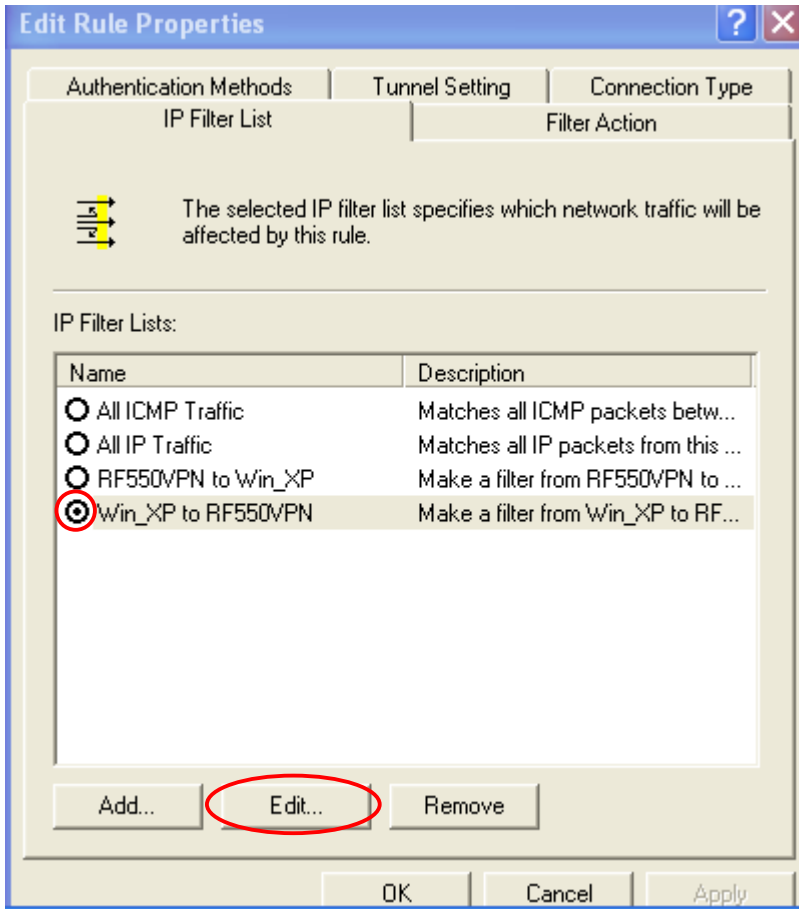 Edit Rule Properties
Authentication Methods Tunnel Setting Connection Type
IP Filter List Filter Action
The selected IP filter list specifies which network traffic will be
affected by this rule.
IP Filter Lists:
Name Description
All ICMP Traffic Matches all ICMP packets betw...
All IP Traffic Matches all IP packets from this ...
RF550VPN to Win_XP Make a filter from RF550VPN to ...
Win_XP to RF550VPN Make a filter from Win_XP to RF...
Add... Edit... Remove
OK Cancel Apply